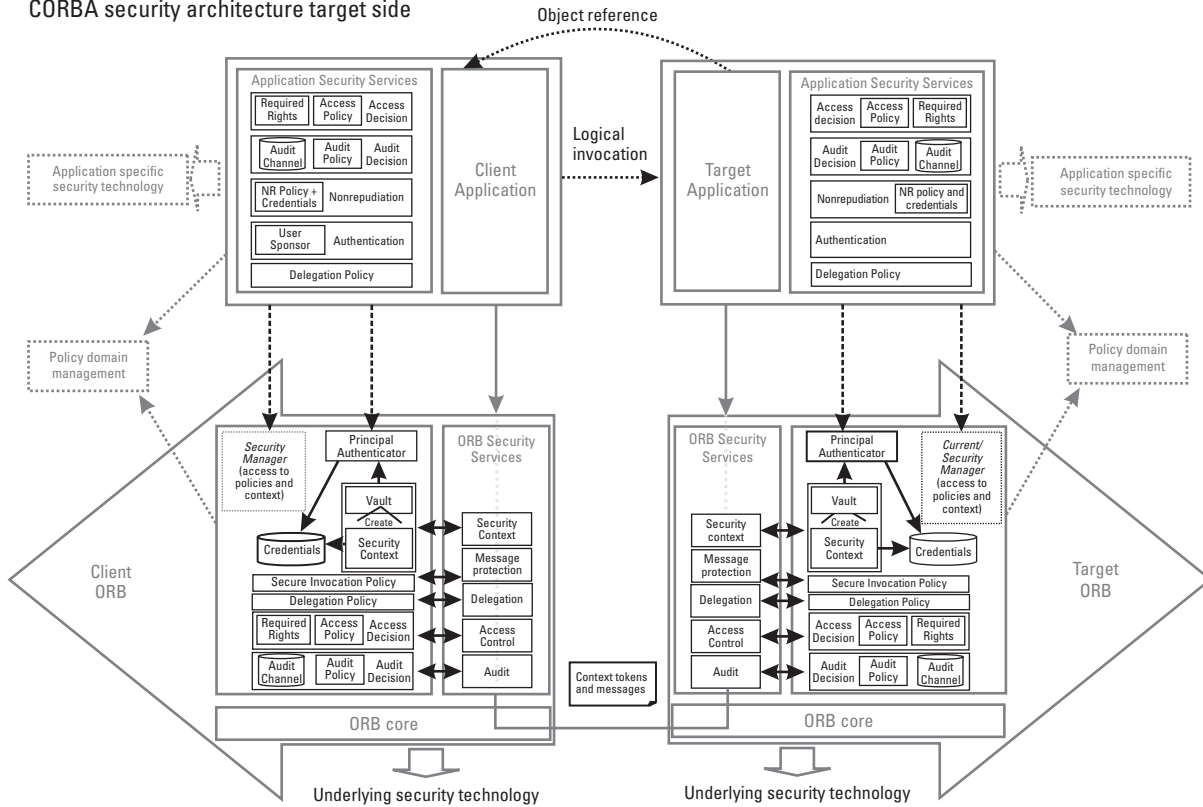 CORBA security architecture target side
Object reference
Application Security Services
Required
Rights
Access
Policy
Access
Decision
Audit
Channel
Audit
Policy
Audit
Decision
NR Policy +
Credentials
Nonrepudiation
User
Sponsor
Authentication
Delegation Policy
Client
Application
Logical
invocation
Target
Application
Application Security Services
Access
decision
Access
Policy
Required
Rights
Audit
Decision
Audit
Policy
Audit
Channel
Nonrepudiation
NR policy and
credentials
Authentication
Delegation Policy
Application specific
security technology
Application specific
security technology
Policy domain
management
Policy domain
management
Client
ORB
Security
Manager
(access to
policies and
context)
Principal
Authenticator
Vault
Create
Security
Context
Credentials
Secure Invocation Policy
Delegation Policy
Required
Rights
Access
Policy
Access
Decision
Audit
Channel
Audit
Policy
Audit
Decision
ORB Security
Services
Security
Context
Message
protection
Delegation
Access
Control
Audit
Context tokens
and messages
ORB Security
Services
Security
context
Message
protection
Delegation
Access
Control
Audit
Principal
Authenticator
Current/
Security
Manager
(access to
policies and
context)
Vault
Create
Security
Context
Credentials
Secure Invocation Policy
Delegation Policy
Access
Decision
Access
Policy
Required
Rights
Audit
Decision
Audit
Policy
Audit
Channel
Target
ORB
ORB core
ORB core
Underlying security technology
Underlying security technology